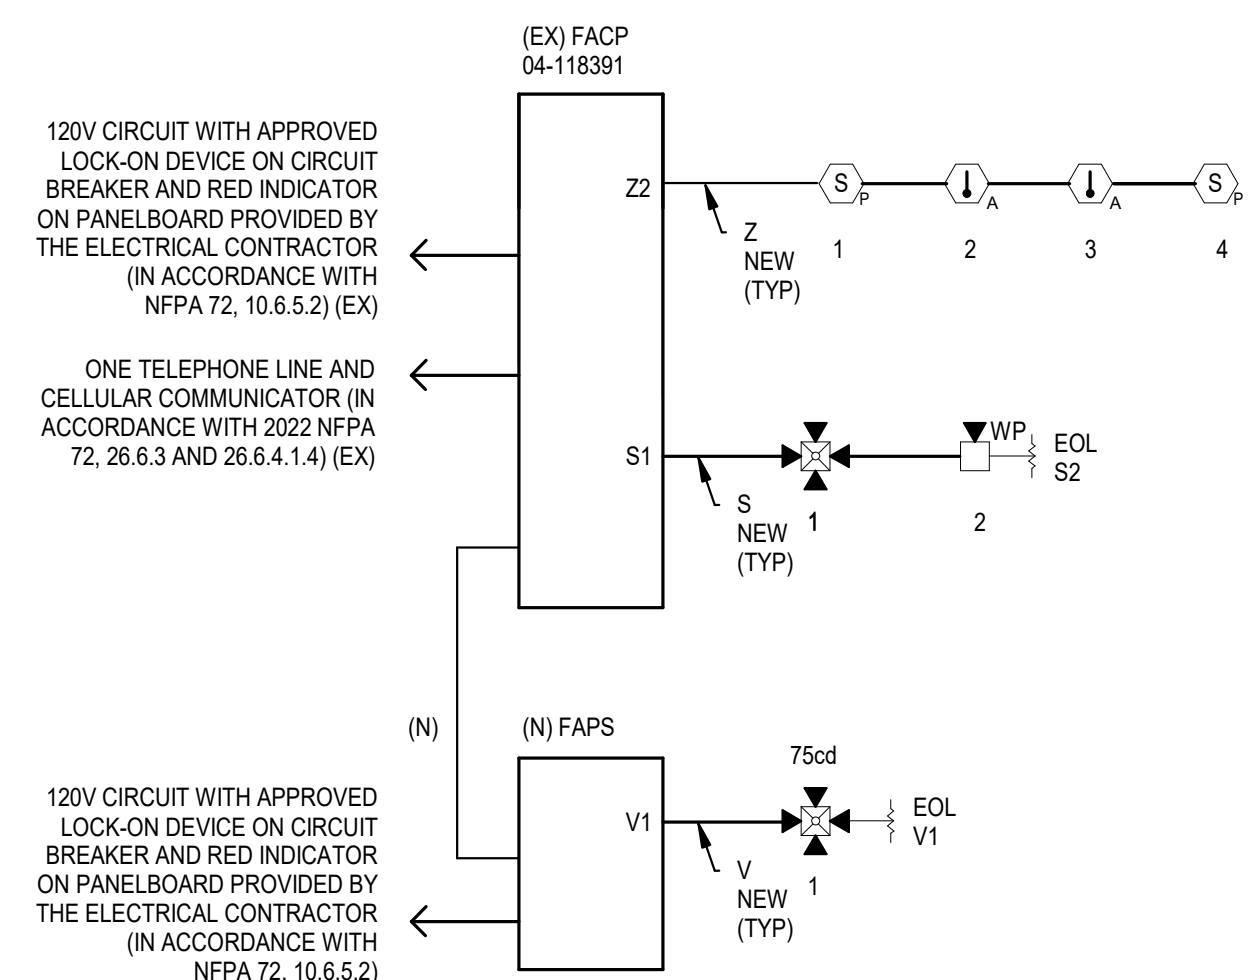 (EX) FACP
04-118391
120V CIRCUIT WITH APPROVED
LOCK-ON DEVICE ON CIRCUIT
BREAKER AND RED INDICATOR
ON PANELBOARD PROVIDED BY
THE ELECTRICAL CONTRACTOR
(IN ACCORDANCE WITH
NFPA 72, 10.6.5.2) (EX)
ONE TELEPHONE LINE AND
CELLULAR COMMUNICATOR (IN
ACCORDANCE WITH 2022 NFPA
72, 26.6.3 AND 26.6.4.1.4) (EX)
Z2
Z
NEW
(TYP)
S P
A
A
S P
1 2 3 4
S1
S
NEW
(TYP)
1
WP
2
EOL
S2
(N)
(N) FAPS
120V CIRCUIT WITH APPROVED
LOCK-ON DEVICE ON CIRCUIT
BREAKER AND RED INDICATOR
ON PANELBOARD PROVIDED BY
THE ELECTRICAL CONTRACTOR
(IN ACCORDANCE WITH
NFPA 72, 10.6.5.2)
V1
V
NEW
(TYP)
75cd
1
EOL
V1